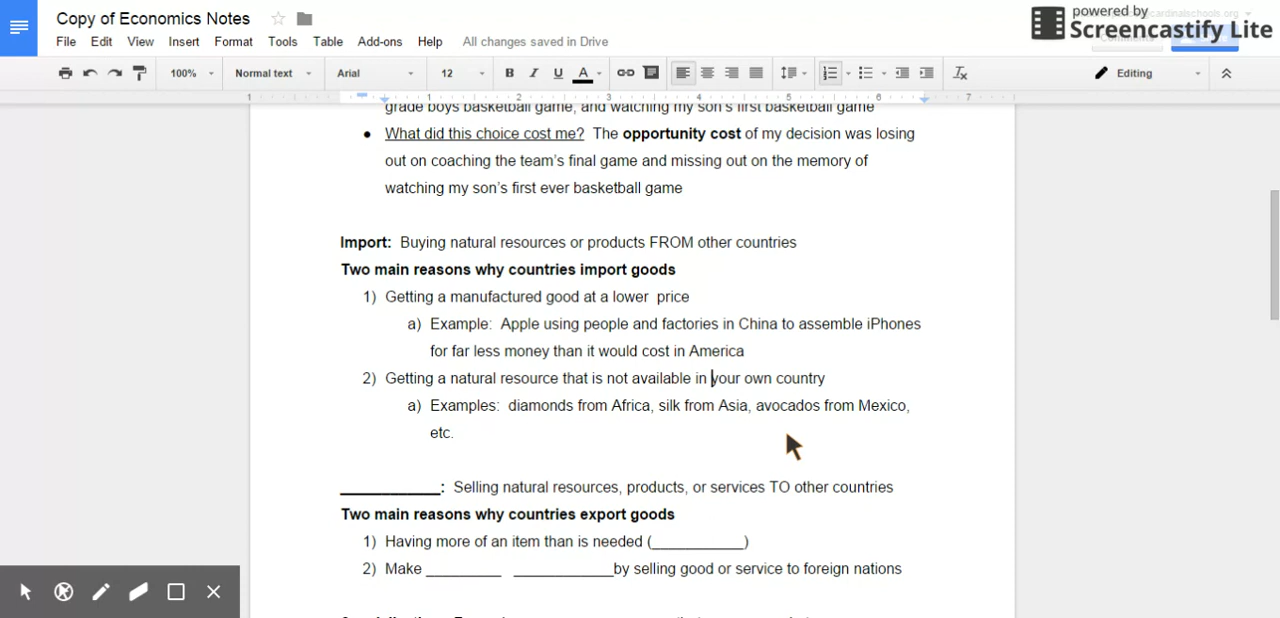 Copy of Economics Notes
powered by
Screencastify Lite
File Edit View Insert Format Tools Table Add-ons Help All changes saved in Drive
100% Normal text Arial 12 B I U A Editing
1 1 2 3 4 5 6 7
grade boys basketball game, and watching my son's first basketball game
● What did this choice cost me? The opportunity cost of my decision was losing
out on coaching the team's final game and missing out on the memory of
watching my son's first ever basketball game
Import: Buying natural resources or products FROM other countries
Two main reasons why countries import goods
1) Getting a manufactured good at a lower price
a) Example: Apple using people and factories in China to assemble iPhones
for far less money than it would cost in America
2) Getting a natural resource that is not available in your own country
a) Examples: diamonds from Africa, silk from Asia, avocados from Mexico,
etc.
____________: Selling natural resources, products, or services TO other countries
Two main reasons why countries export goods
1) Having more of an item than is needed (___________)
2) Make _________ ____________by selling good or service to foreign nations